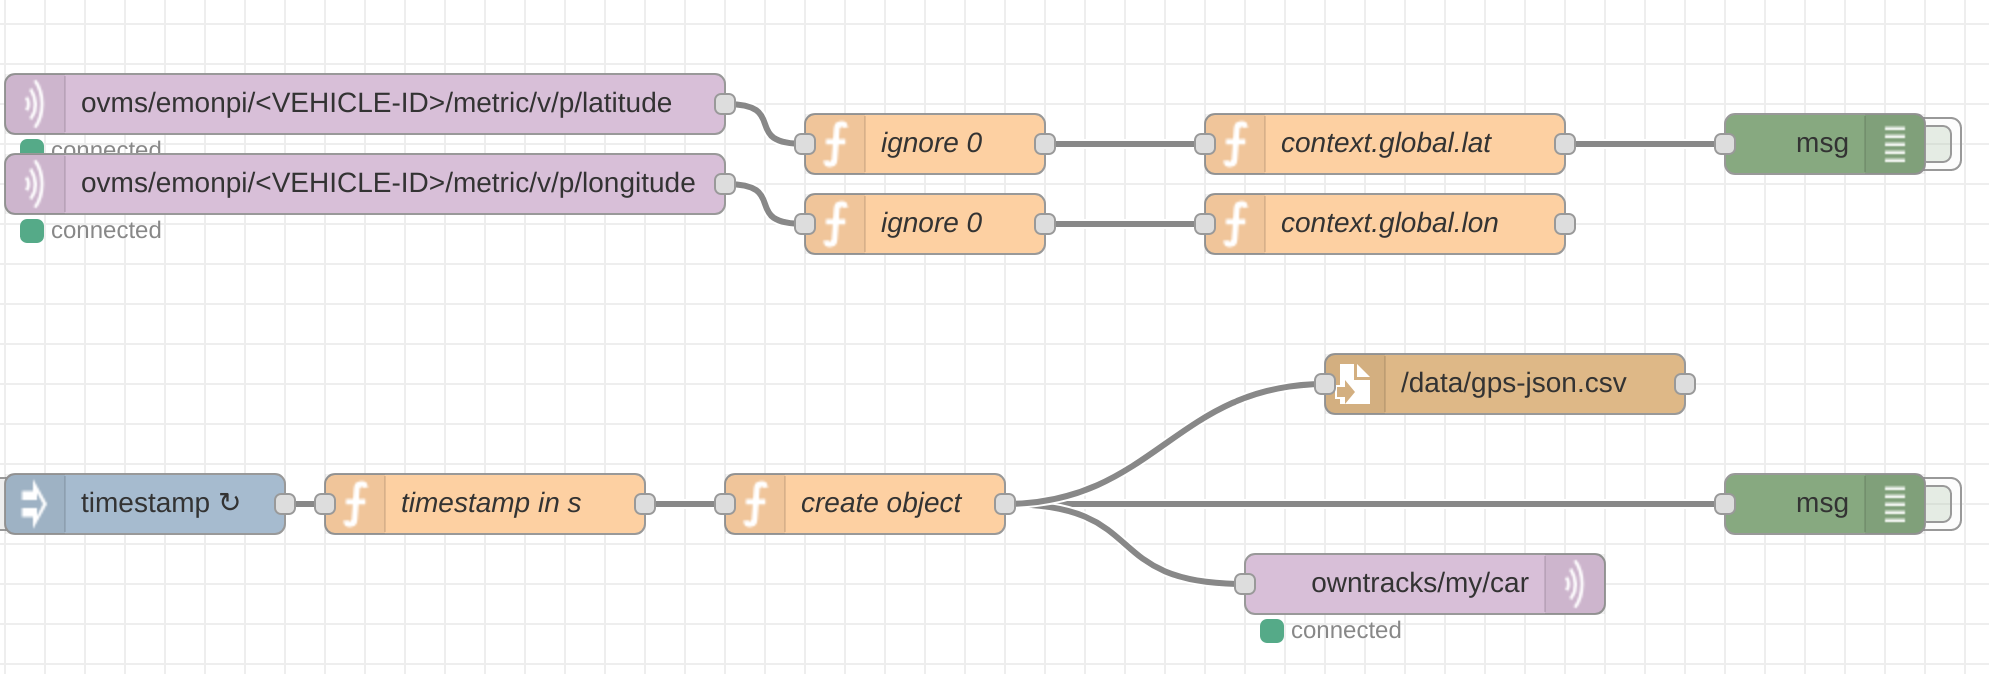 ovms/emonpi/<VEHICLE-ID>/metric/v/p/latitude
connected
ignore 0
context.global.lat
msg
ovms/emonpi/<VEHICLE-ID>/metric/v/p/longitude
connected
ignore 0
context.global.lon
/data/gps-json.csv
timestamp ↻
timestamp in s
create object
msg
owntracks/my/car
connected